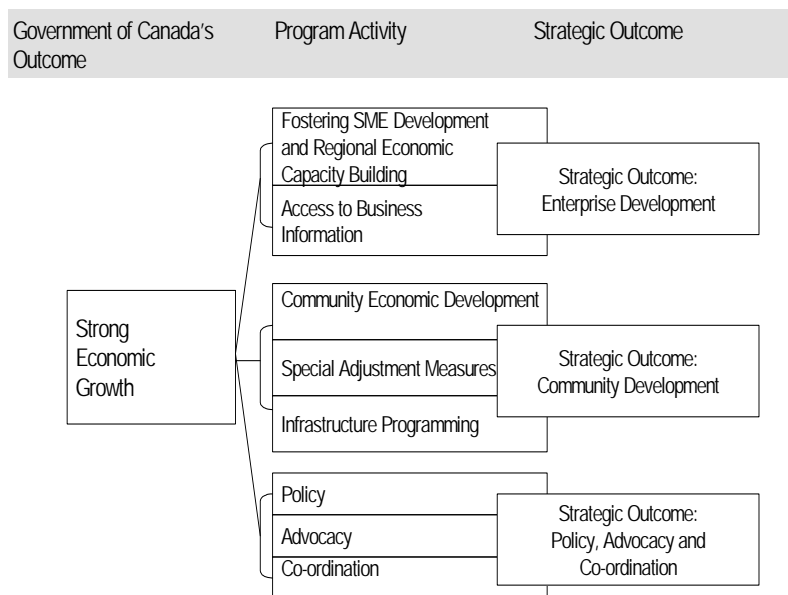 Government of Canada's
Outcome
Program Activity
Strategic Outcome
Fostering SME Development
and Regional Economic
Capacity Building
Access to Business
Information
Strategic Outcome:
Enterprise Development
Strong
Economic
Growth
Community Economic Development
Special Adjustment Measures
Infrastructure Programming
Strategic Outcome:
Community Development
Policy
Advocacy
Co-ordination
Strategic Outcome:
Policy, Advocacy and
Co-ordination